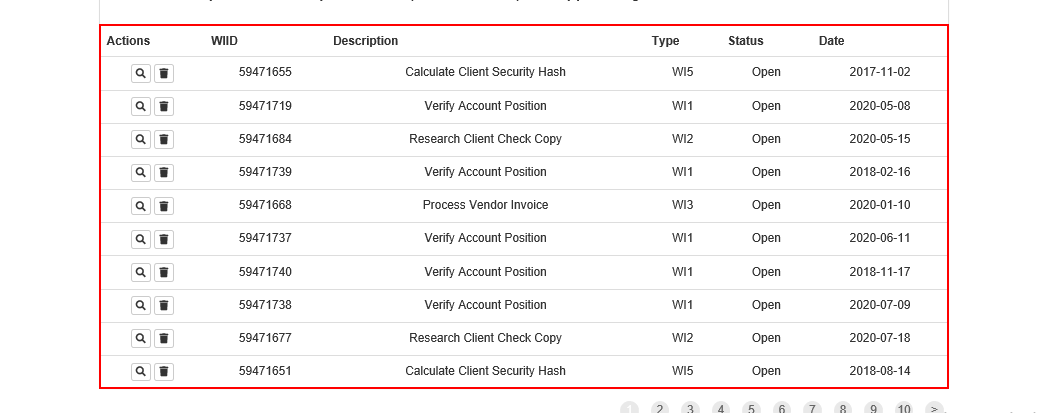 Actions WIID Description Type Status Date
59471655 Calculate Client Security Hash WI5 Open 2017-11-02
59471719 Verify Account Position WI1 Open 2020-05-08
59471684 Research Client Check Copy WI2 Open 2020-05-15
59471739 Verify Account Position WI1 Open 2018-02-16
59471668 Process Vendor Invoice WI3 Open 2020-01-10
59471737 Verify Account Position WI1 Open 2020-06-11
59471740 Verify Account Position WI1 Open 2018-11-17
59471738 Verify Account Position WI1 Open 2020-07-09
59471677 Research Client Check Copy WI2 Open 2020-07-18
59471651 Calculate Client Security Hash WI5 Open 2018-08-14
1 2 3 4 5 6 7 8 9 10 >